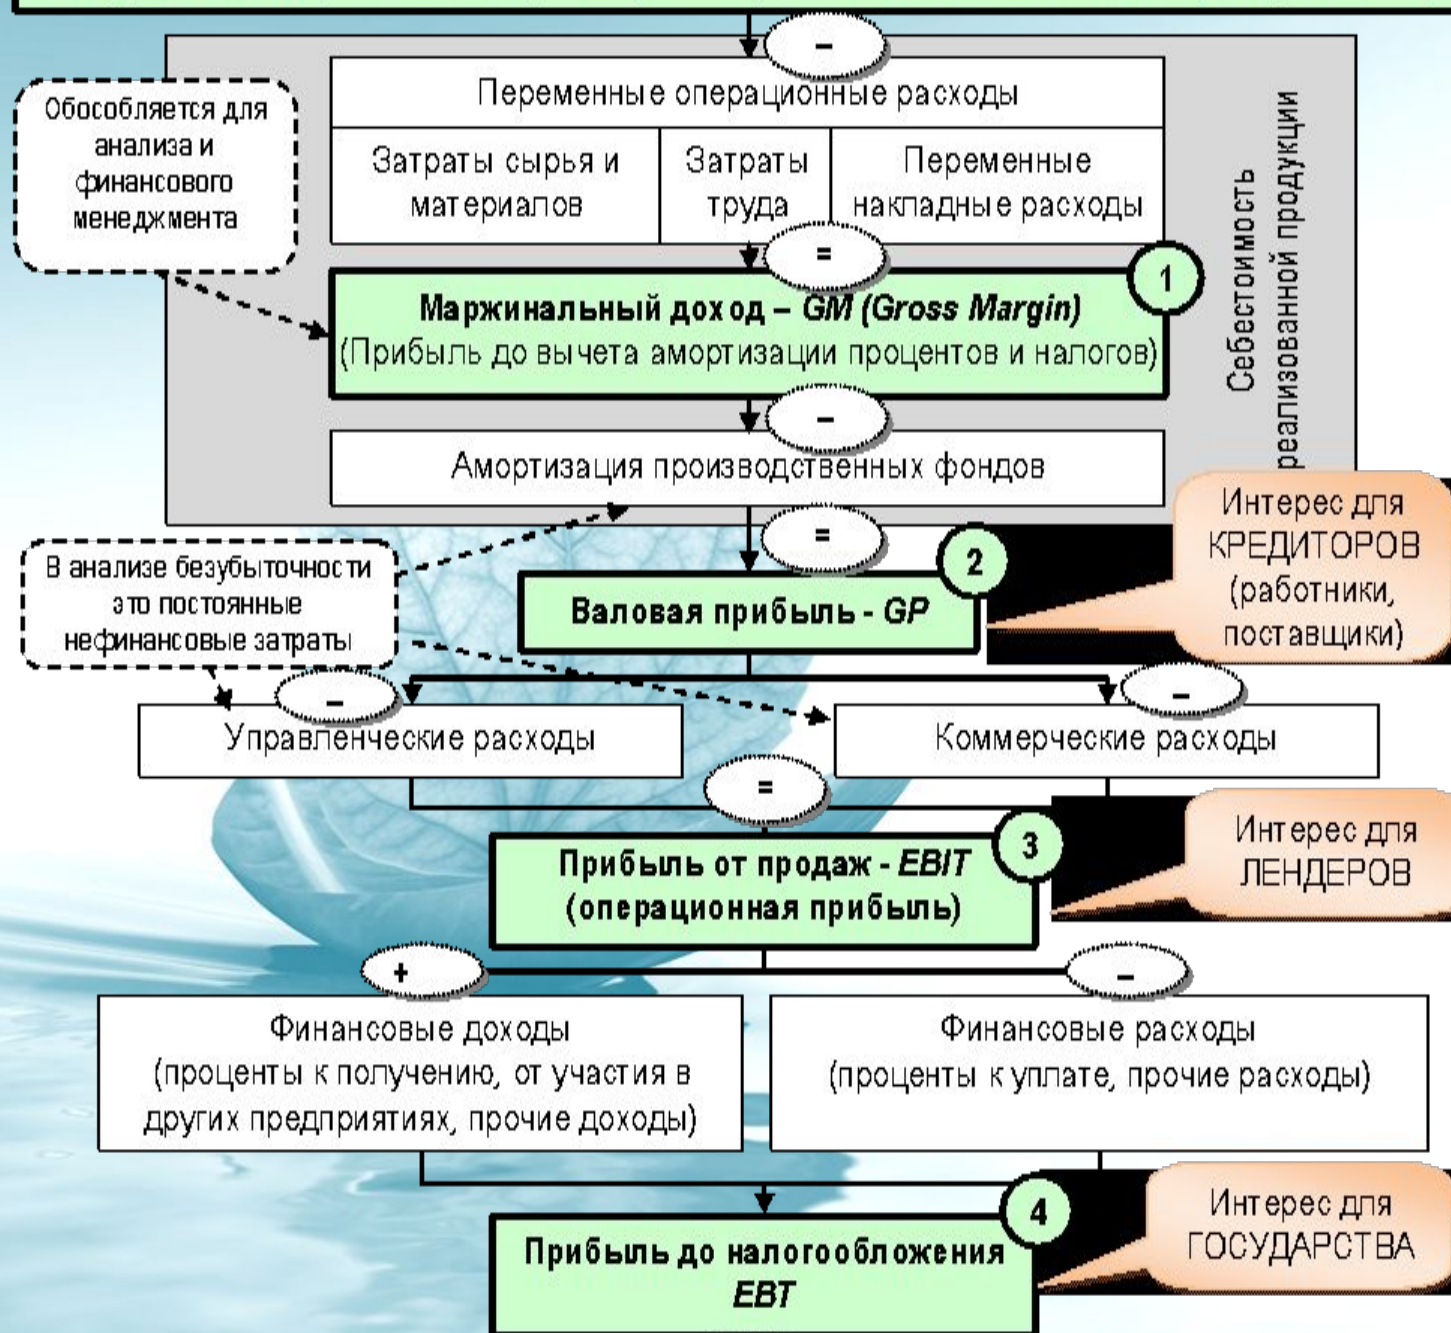 –
Переменные операционные расходы
Обособляется для
анализа и
финансового
менеджмента
Затраты сырья и
материалов
Затраты
труда
Переменные
накладные расходы
Себестоимость
реализованной продукции
=
1
Маржинальный доход – GM (Gross Margin)
(Прибыль до вычета амортизации процентов и налогов)
–
Амортизация производственных фондов
=
Интерес для
КРЕДИТОРОВ
(работники,
поставщики)
В анализе безубыточности
это постоянные
нефинансовые затраты
2
Валовая прибыль - GP
–
–
Управленческие расходы
Коммерческие расходы
=
3
Прибыль от продаж - EBIT
(операционная прибыль)
Интерес для
ЛЕНДЕРОВ
+
–
Финансовые доходы
(проценты к получению, от участия в
других предприятиях, прочие доходы)
Финансовые расходы
(проценты к уплате, прочие расходы)
4
Прибыль до налогообложения
EBT
Интерес для
ГОСУДАРСТВА